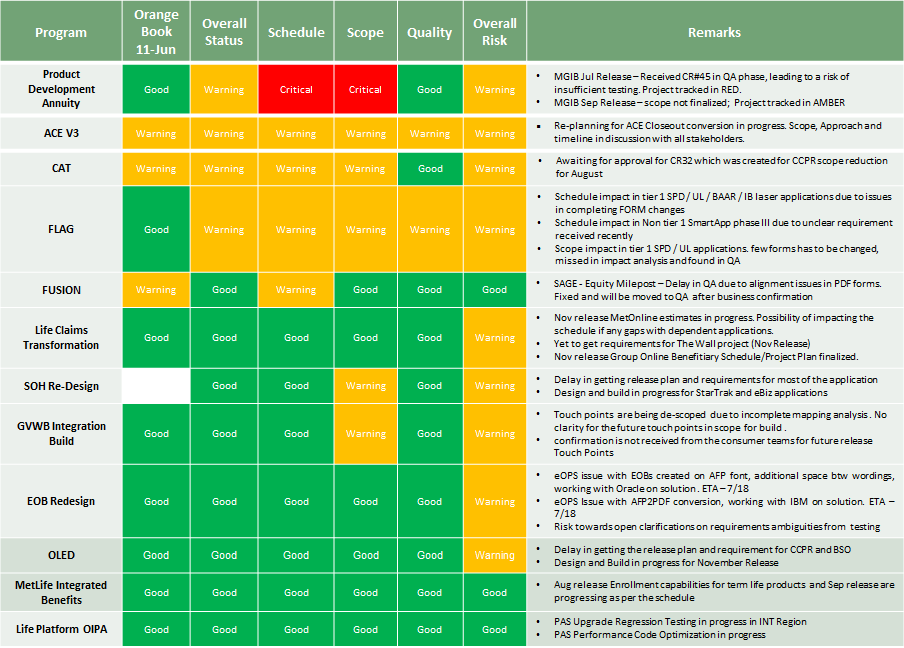 Program
Orange
Book
11-Jun
Overall
Status
Schedule
Scope
Quality
Overall
Risk
Remarks
Product
Development
Annuity
Good
Warning
Critical
Critical
Good
Warning
• MGIB Jul Release – Received CR#45 in QA phase, leading to a risk of
insufficient testing. Project tracked in RED.
• MGIB Sep Release – scope not finalized; Project tracked in AMBER
ACE V3
Warning
Warning
Warning
Warning
Warning
Warning
▪ Re-planning for ACE Closeout conversion in progress. Scope, Approach and
timeline in discussion with all stakeholders.
CAT
Warning
Warning
Warning
Warning
Good
Warning
• Awaiting for approval for CR32 which was created for CCPR scope reduction
for August
FLAG
Good
Warning
Warning
Warning
Warning
Warning
• Schedule impact in tier 1 SPD / UL / BAAR / IB laser applications due to issues
in completing FORM changes
• Schedule impact in Non tier 1 SmartApp phase III due to unclear requirement
received recently
• Scope impact in tier 1 SPD / UL applications. few forms has to be changed,
missed in impact analysis and found in QA
FUSION
Warning
Good
Warning
Good
Good
Good
• SAGE - Equity Milepost – Delay in QA due to alignment issues in PDF forms.
Fixed and will be moved to QA after business confirmation
Life Claims
Transformation
Good
Good
Good
Good
Good
Warning
• Nov release MetOnline estimates in progress. Possibility of impacting the
schedule if any gaps with dependent applications.
• Yet to get requirements for The Wall project (Nov Release)
• Nov release Group Online Benefitiary Schedule/Project Plan finalized.
SOH Re-Design
Good
Good
Warning
Good
Warning
• Delay in getting release plan and requirements for most of the application
• Design and build in progress for StarTrak and eBiz applications
GVWB Integration
Build
Good
Good
Good
Warning
Good
Warning
• Touch points are being de-scoped due to incomplete mapping analysis . No
clarity for the future touch points in scope for build .
• confirmation is not received from the consumer teams for future release
Touch Points
EOB Redesign
Good
Good
Good
Good
Good
Warning
• eOPS issue with EOBs created on AFP font, additional space btw wordings,
working with Oracle on solution. ETA – 7/18
• eOPS Issue with AFP2PDF conversion, working with IBM on solution. ETA –
7/18
• Risk towards open clarifications on requirements ambiguities from testing
OLED
Good
Good
Good
Good
Good
Warning
• Delay in getting the release plan and requirement for CCPR and BSO
• Design and Build in progress for November Release
MetLife Integrated
Benefits
Good
Good
Good
Good
Good
Good
• Aug release Enrollment capabilities for term life products and Sep release are
progressing as per the schedule
Life Platform OIPA
Good
Good
Good
Good
Good
Good
• PAS Upgrade Regression Testing in progress in INT Region
• PAS Performance Code Optimization in progress